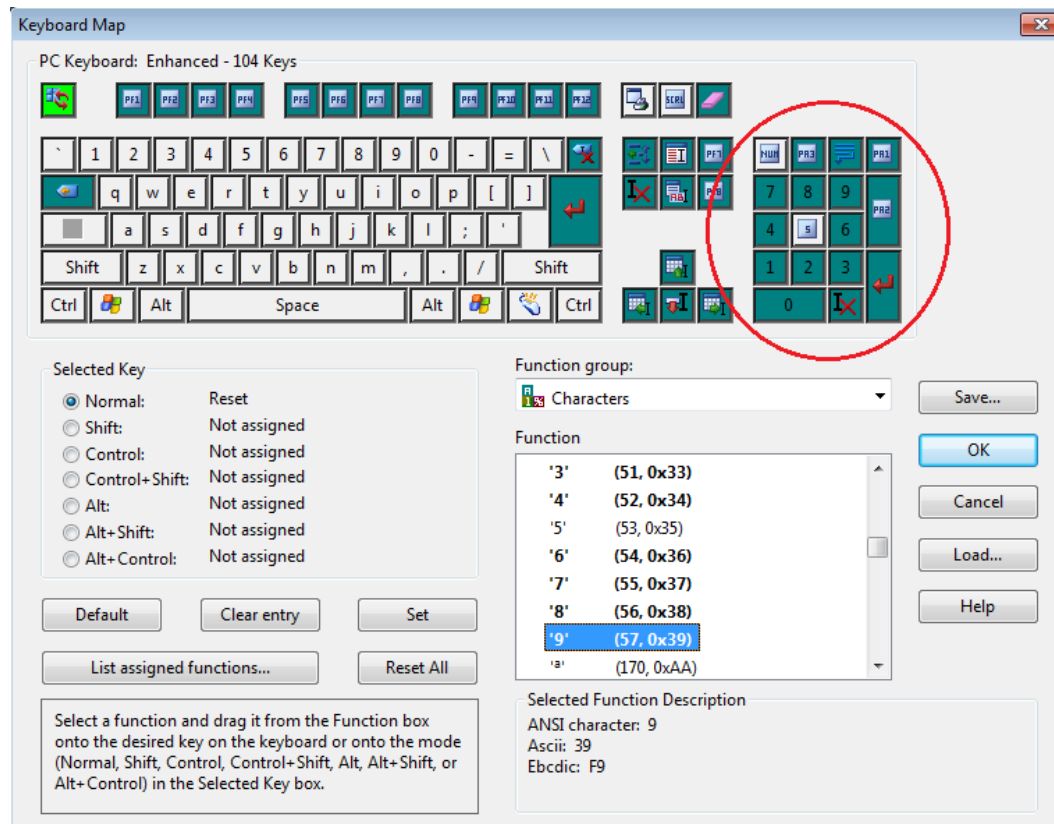 Keyboard Map
PC Keyboard: Enhanced - 104 Keys
PF1 PF2 PF3 PF4 PF5 PF6 PF7 PF8 PF9 PF10 PF11 PF12 SCRL
` 1 2 3 4 5 6 7 8 9 0 - = \ PF7 NUM PA3 PA1
q w e r t y u i o p [ ] PF8 7 8 9 PA2
a s d f g h j k l ; ' 4 5 6
Shift z x c v b n m , . / Shift 1 2 3
Ctrl Alt Space Alt Ctrl 0
Selected Key
Normal: Reset
Shift: Not assigned
Control: Not assigned
Control+Shift: Not assigned
Alt: Not assigned
Alt+Shift: Not assigned
Alt+Control: Not assigned
Default Clear entry Set
List assigned functions... Reset All
Select a function and drag it from the Function box
onto the desired key on the keyboard or onto the mode
(Normal, Shift, Control, Control+Shift, Alt, Alt+Shift, or
Alt+Control) in the Selected Key box.
Function group:
Characters
Function
'3' (51, 0x33)
'4' (52, 0x34)
'5' (53, 0x35)
'6' (54, 0x36)
'7' (55, 0x37)
'8' (56, 0x38)
'9' (57, 0x39)
'ª' (170, 0xAA)
Selected Function Description
ANSI character: 9
Ascii: 39
Ebcdic: F9
Save...
OK
Cancel
Load...
Help